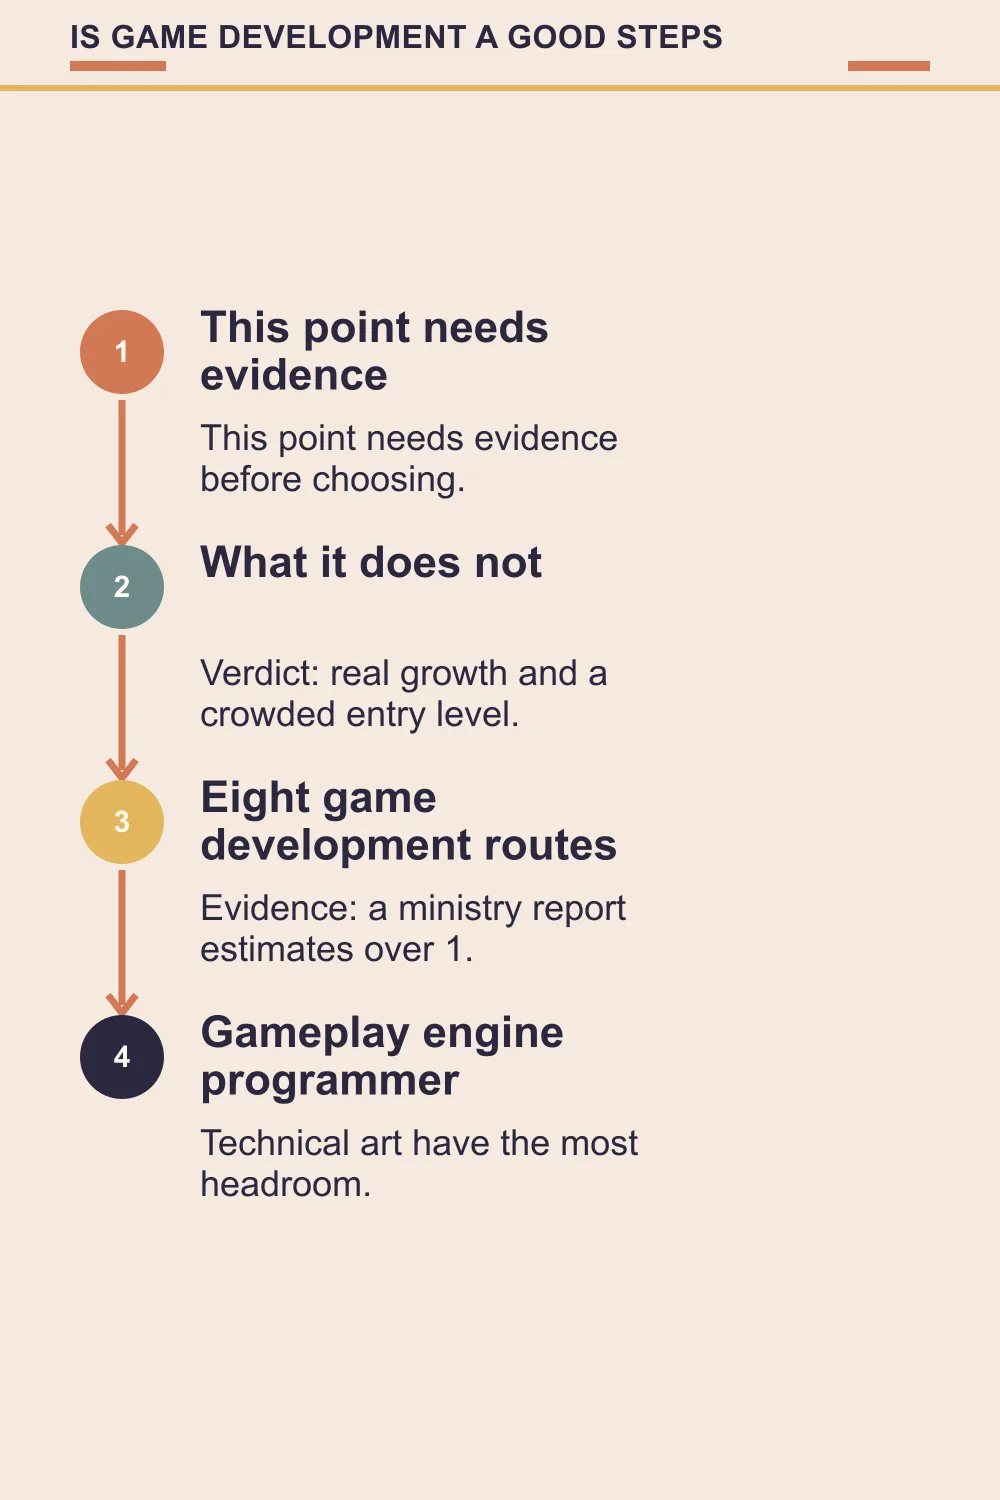 IS GAME DEVELOPMENT A GOOD STEPS
1
This point needs
evidence
This point needs evidence
before choosing.
2
What it does not
Verdict: real growth and a
crowded entry level.
3
Eight game
development routes
Evidence: a ministry report
estimates over 1.
4
Gameplay engine
programmer
Technical art have the most
headroom.